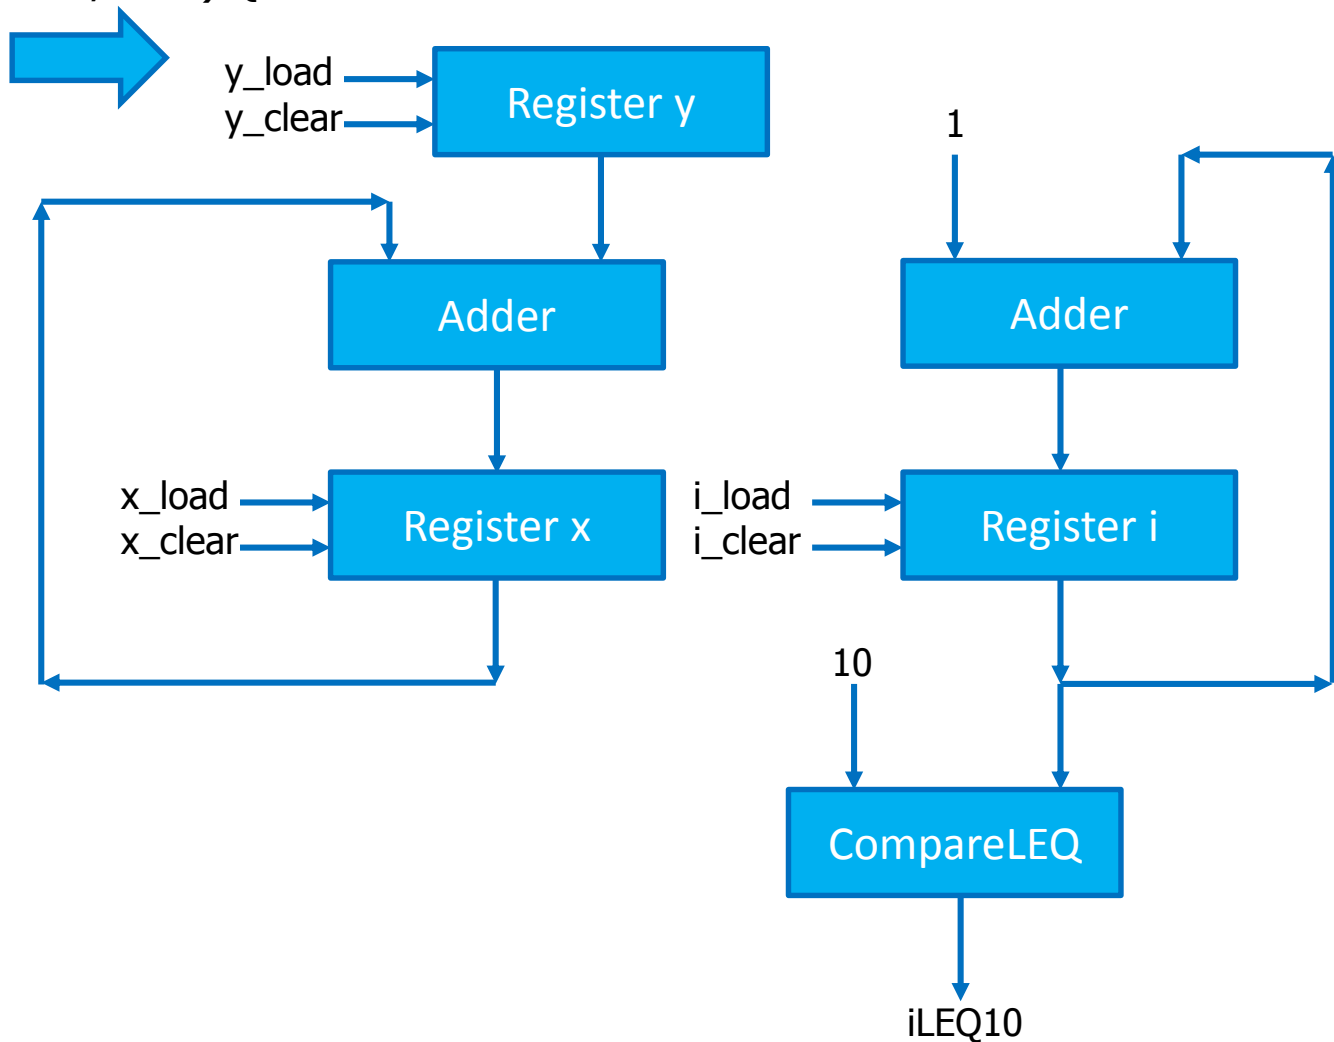 y_load
y_clear
Register y
1
Adder
Adder
x_load
x_clear
Register x
i_load
i_clear
Register i
10
CompareLEQ
iLEQ10